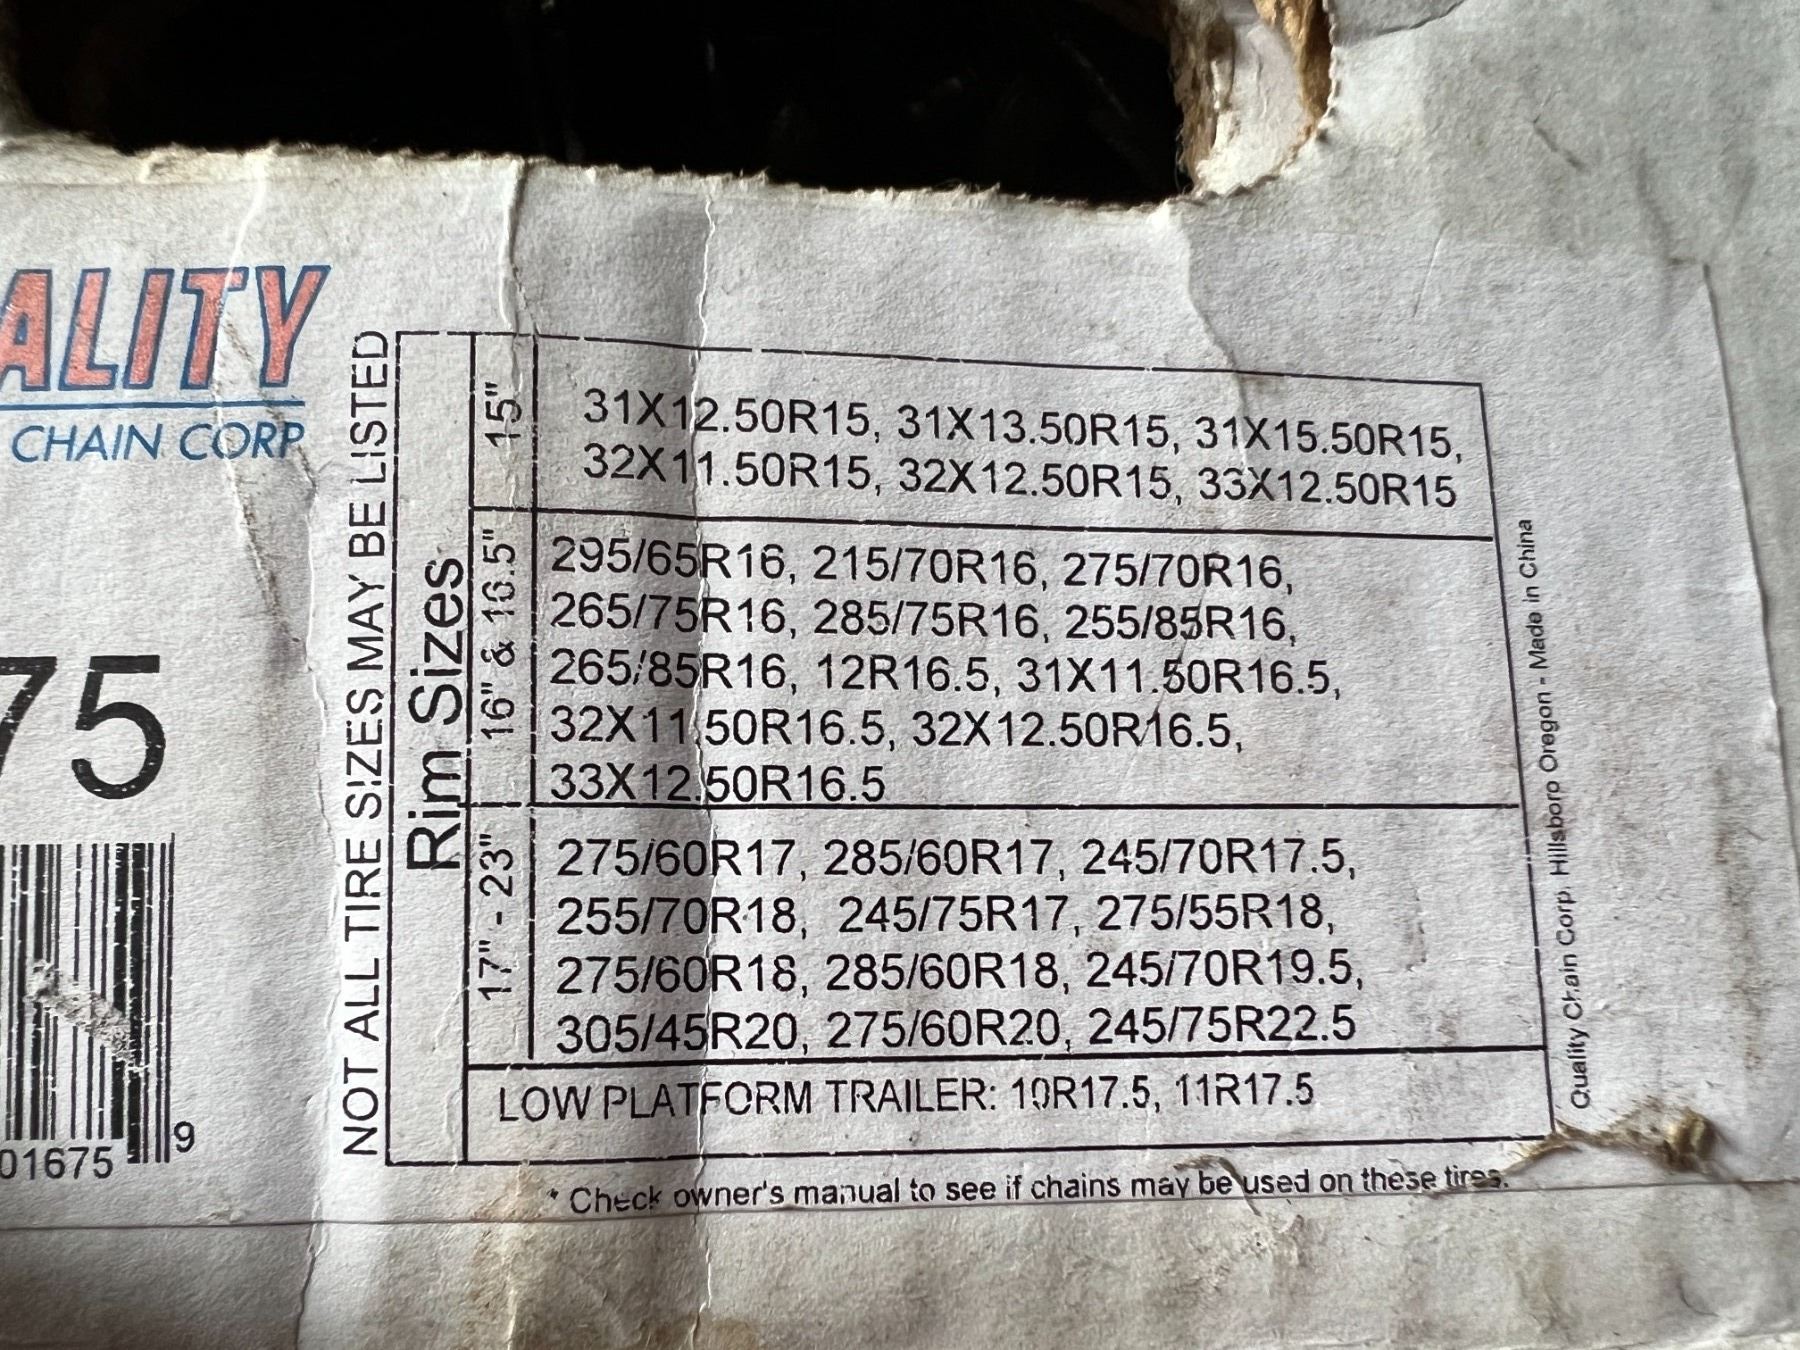 ALITY
CHAIN CORP
75
01675 9
NOT ALL TIRE SIZES MAY BE LISTED
Rim Sizes
15"
31X12.50R15, 31X13.50R15, 31X15.50R15,
32X11.50R15, 32X12.50R15, 33X12.50R15
16" & 16.5"
295/65R16, 215/70R16, 275/70R16,
265/75R16, 285/75R16, 255/85R16,
265/85R16, 12R16.5, 31X11.50R16.5,
32X11.50R16.5, 32X12.50R16.5,
33X12.50R16.5
17" - 23"
275/60R17, 285/60R17, 245/70R17.5,
255/70R18, 245/75R17, 275/55R18,
275/60R18, 285/60R18, 245/70R19.5,
305/45R20, 275/60R20, 245/75R22.5
LOW PLATFORM TRAILER: 10R17.5, 11R17.5
* Check owner's manual to see if chains may be used on these tires.
Quality Chain Corp. Hillsboro Oregon - Made in China